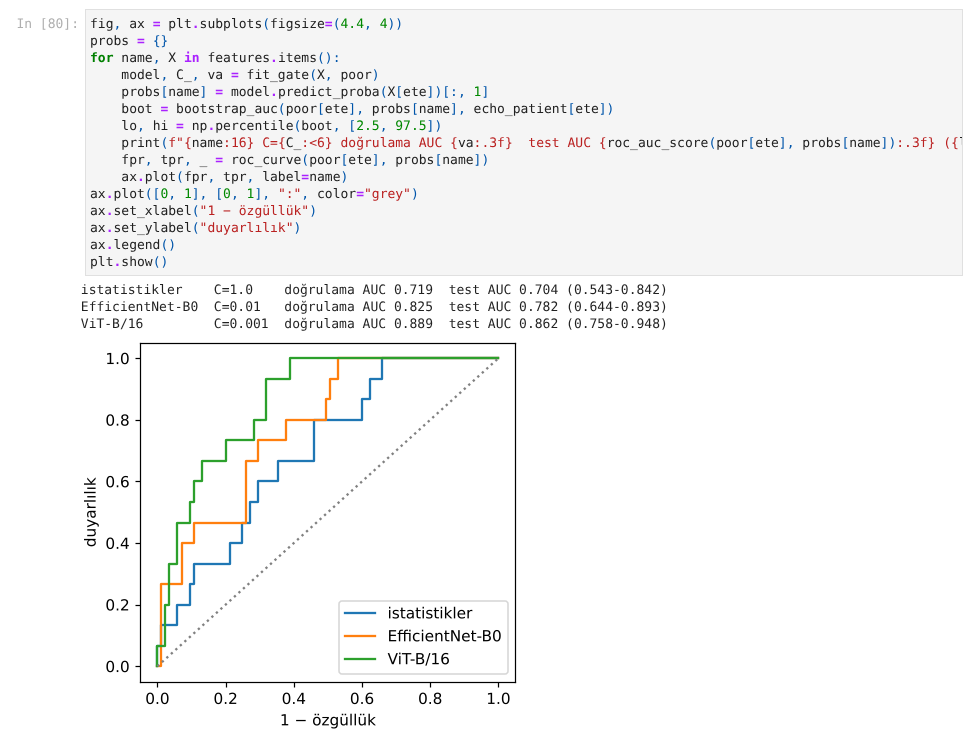 In [80]:
fig, ax = plt.subplots(figsize=(4.4, 4))
probs = {}
for name, X in features.items():
    model, C_, va = fit_gate(X, poor)
    probs[name] = model.predict_proba(X[ete])[:, 1]
    boot = bootstrap_auc(poor[ete], probs[name], echo_patient[ete])
    lo, hi = np.percentile(boot, [2.5, 97.5])
    print(f"{name:16} C={C_:<6} doğrulama AUC {va:.3f}  test AUC {roc_auc_score(poor[ete], probs[name]):.3f} ({l
    fpr, tpr, _ = roc_curve(poor[ete], probs[name])
    ax.plot(fpr, tpr, label=name)
ax.plot([0, 1], [0, 1], ":", color="grey")
ax.set_xlabel("1 − özgüllük")
ax.set_ylabel("duyarlılık")
ax.legend()
plt.show()
istatistikler    C=1.0    doğrulama AUC 0.719  test AUC 0.704 (0.543-0.842)
EfficientNet-B0  C=0.01   doğrulama AUC 0.825  test AUC 0.782 (0.644-0.893)
ViT-B/16         C=0.001  doğrulama AUC 0.889  test AUC 0.862 (0.758-0.948)
1.0
0.8
0.6
0.4
0.2
0.0
duyarlılık
istatistikler
EfficientNet-B0
ViT-B/16
0.0 0.2 0.4 0.6 0.8 1.0
1 − özgüllük